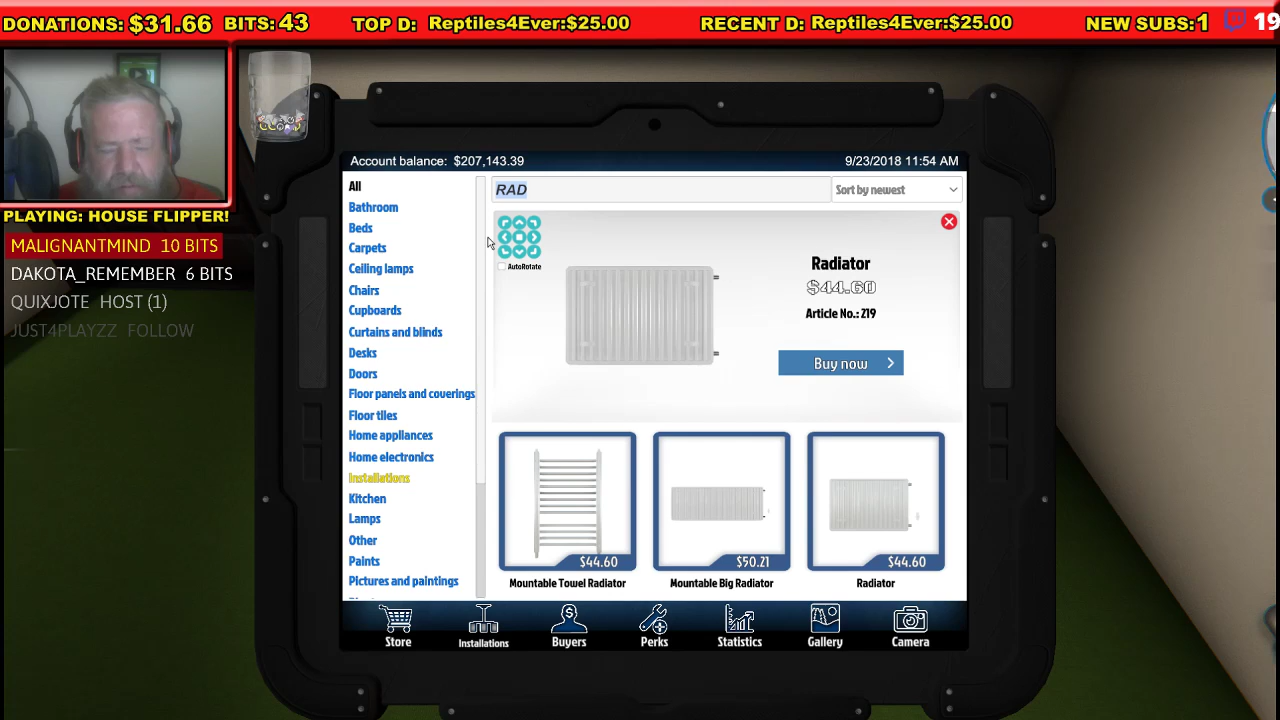 DONATIONS: $31.66 BITS: 43 TOP D: Reptiles4Ever:$25.00 RECENT D: Reptiles4Ever:$25.00 NEW SUBS: 1 19
PLAYING: HOUSE FLIPPER!
MALIGNANTMIND 10 BITS
DAKOTA_REMEMBER 6 BITS
QUIXJOTE HOST (1)
JUST4PLAYZZ FOLLOW
Account balance: $207,143.39 9/23/2018 11:54 AM
All
Bathroom
Beds
Carpets
Ceiling lamps
Chairs
Cupboards
Curtains and blinds
Desks
Doors
Floor panels and coverings
Floor tiles
Home appliances
Home electronics
Installations
Kitchen
Lamps
Other
Paints
Pictures and paintings
RAD Sort by newest
AutoRotate
Radiator
$44.60
Article No.: 219
Buy now
$44.60 $50.21 $44.60
Mountable Towel Radiator Mountable Big Radiator Radiator
Store Installations Buyers Perks Statistics Gallery Camera